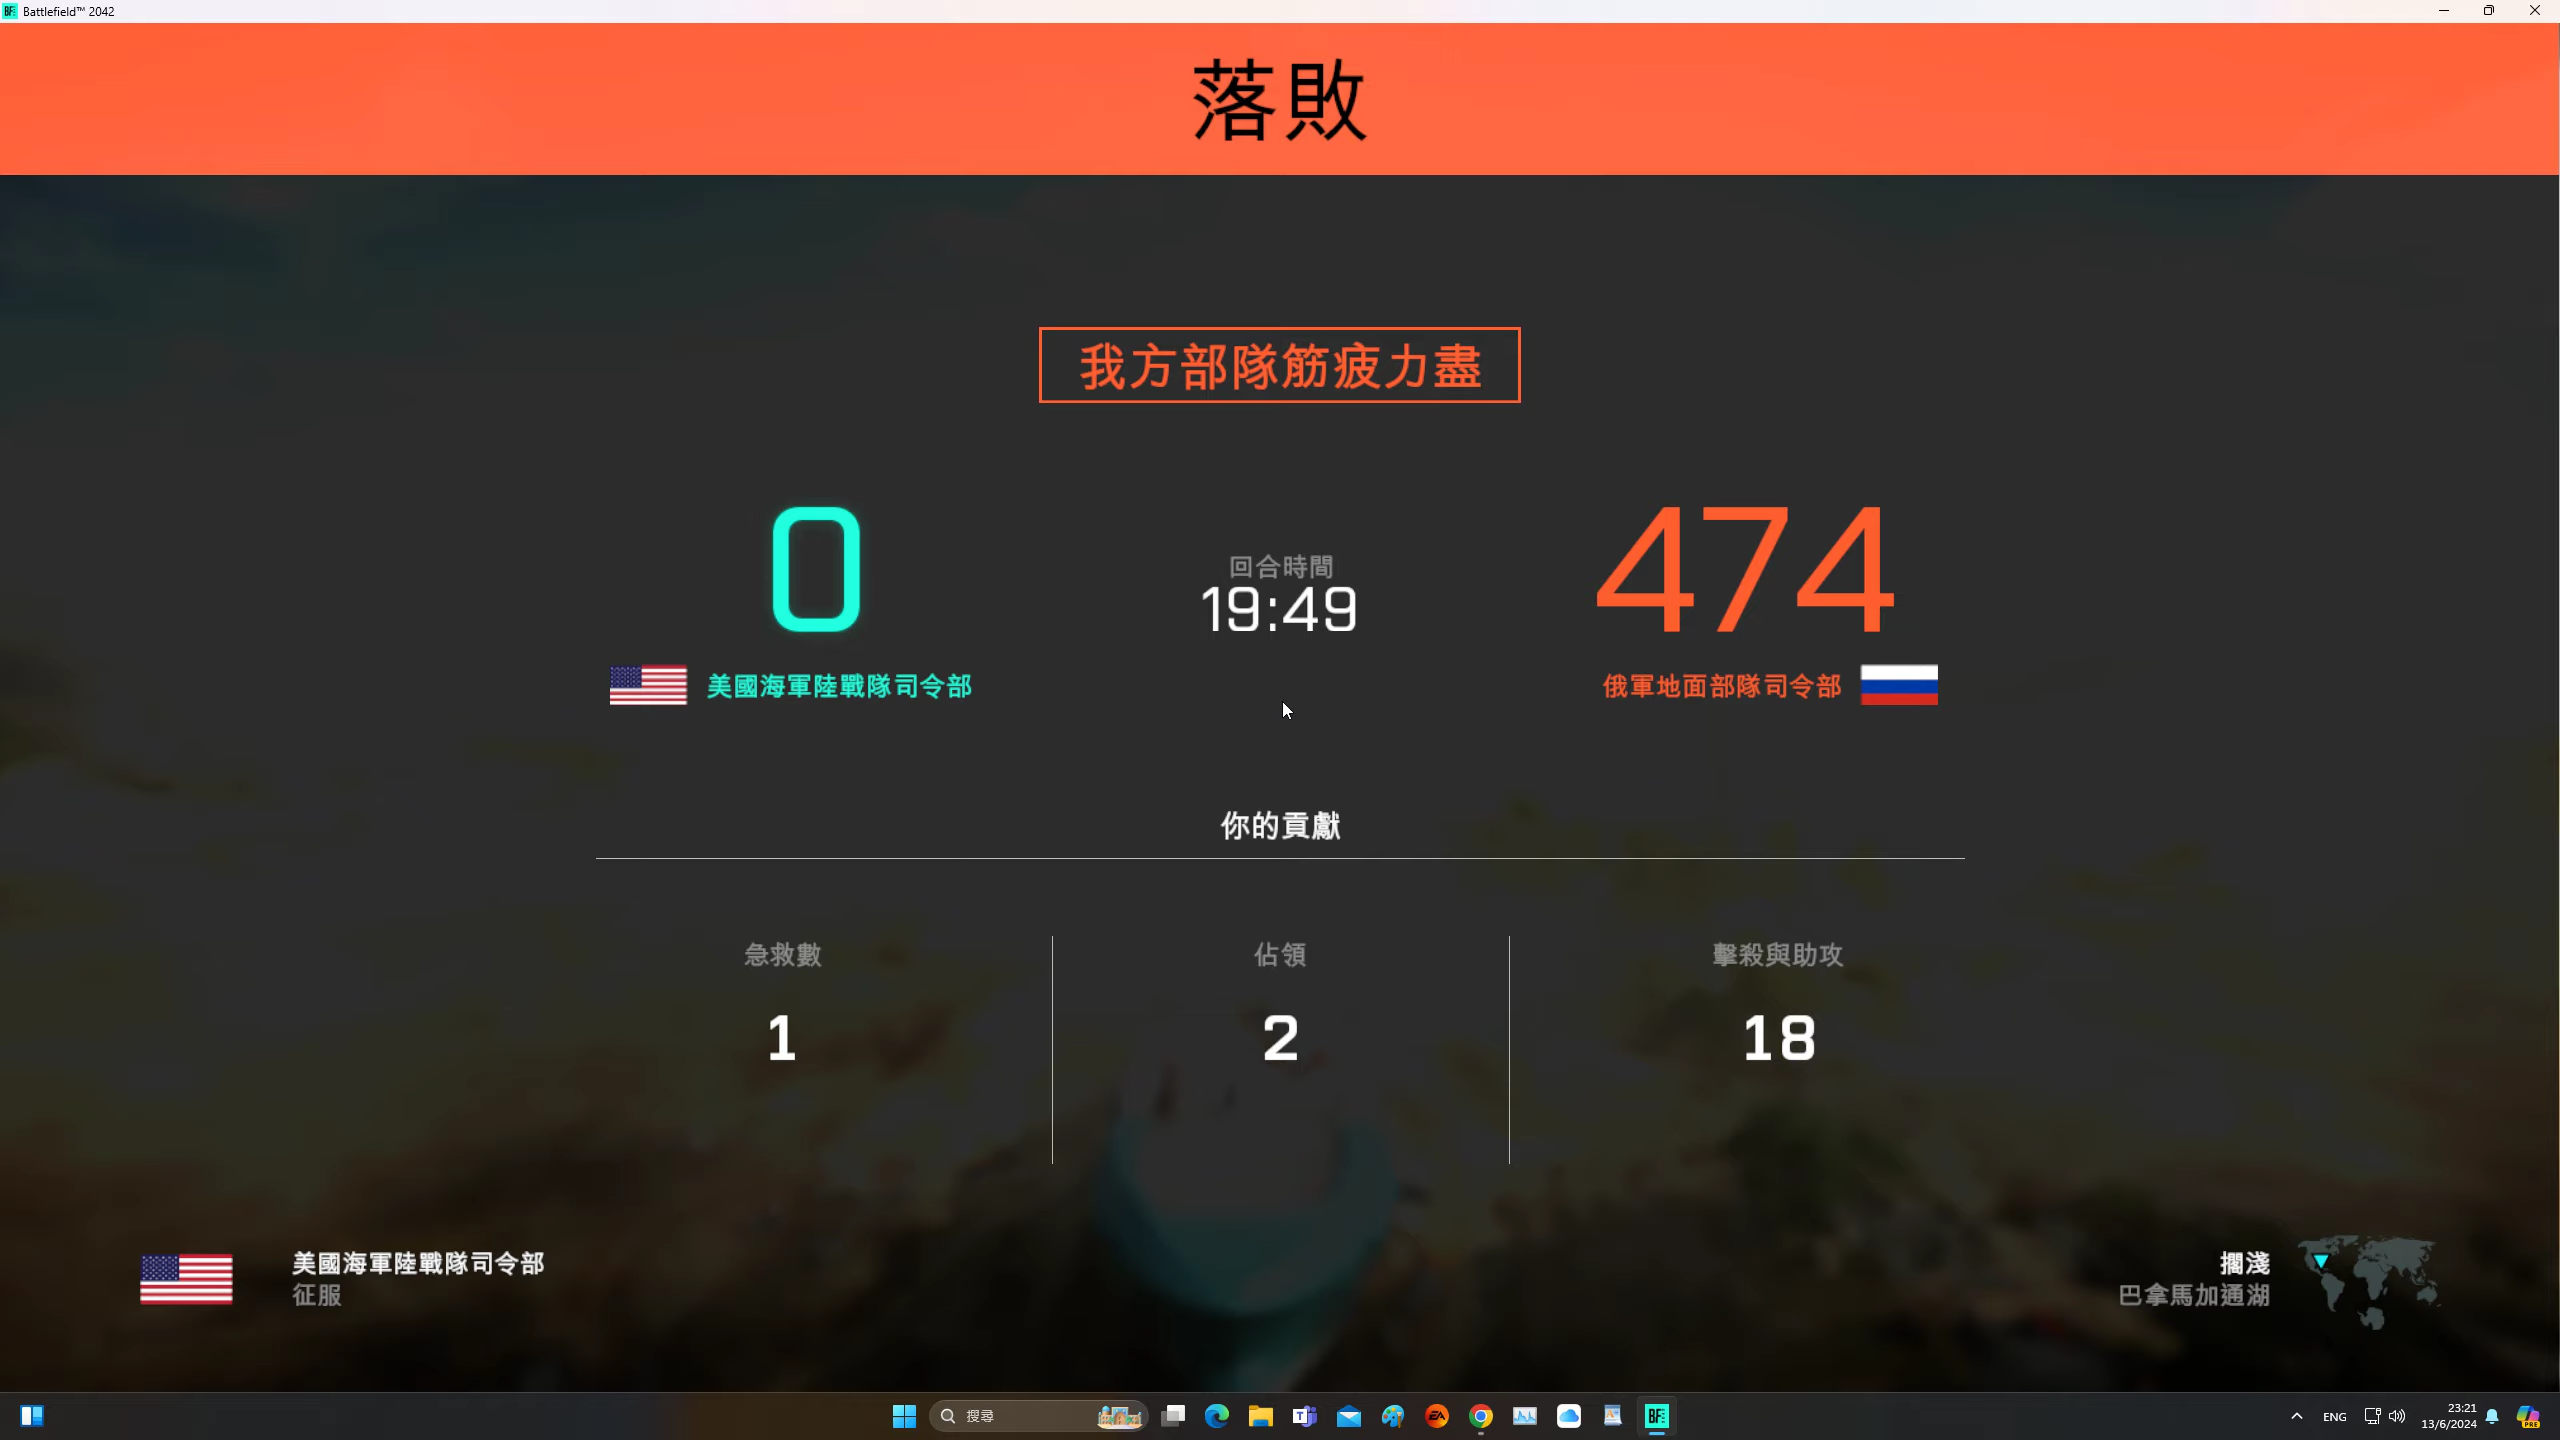 Battlefield™ 2042
落敗
我方部隊筋疲力盡
0
回合時間
19:49
474
美國海軍陸戰隊司令部
俄軍地面部隊司令部
你的貢獻
急救數
佔領
擊殺與助攻
1
2
18
美國海軍陸戰隊司令部
征服
擱淺
巴拿馬加通湖
搜尋
EA
BF
ENG
23:21
13/6/2024
PRE